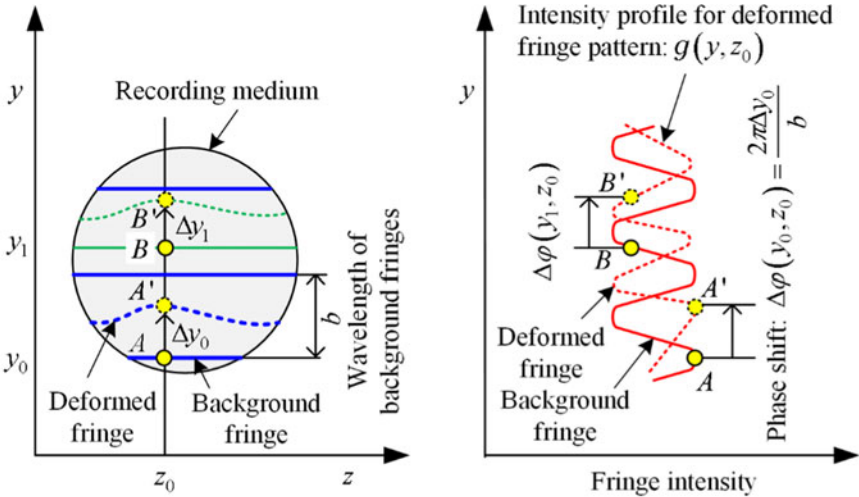 y
Recording medium
B'
Δy₁
y₁
B
A'
Δy₀
b
Wavelength of
background fringes
y₀
A
Deformed
fringe
Background
fringe
z₀
z
Intensity profile for deformed
fringe pattern: g(y, z₀)
y
Δφ(y₁, z₀)
B'
B
A'
A
Phase shift: Δφ(y₀, z₀) = 2πΔy₀/b
Deformed
fringe
Background
fringe
Fringe intensity